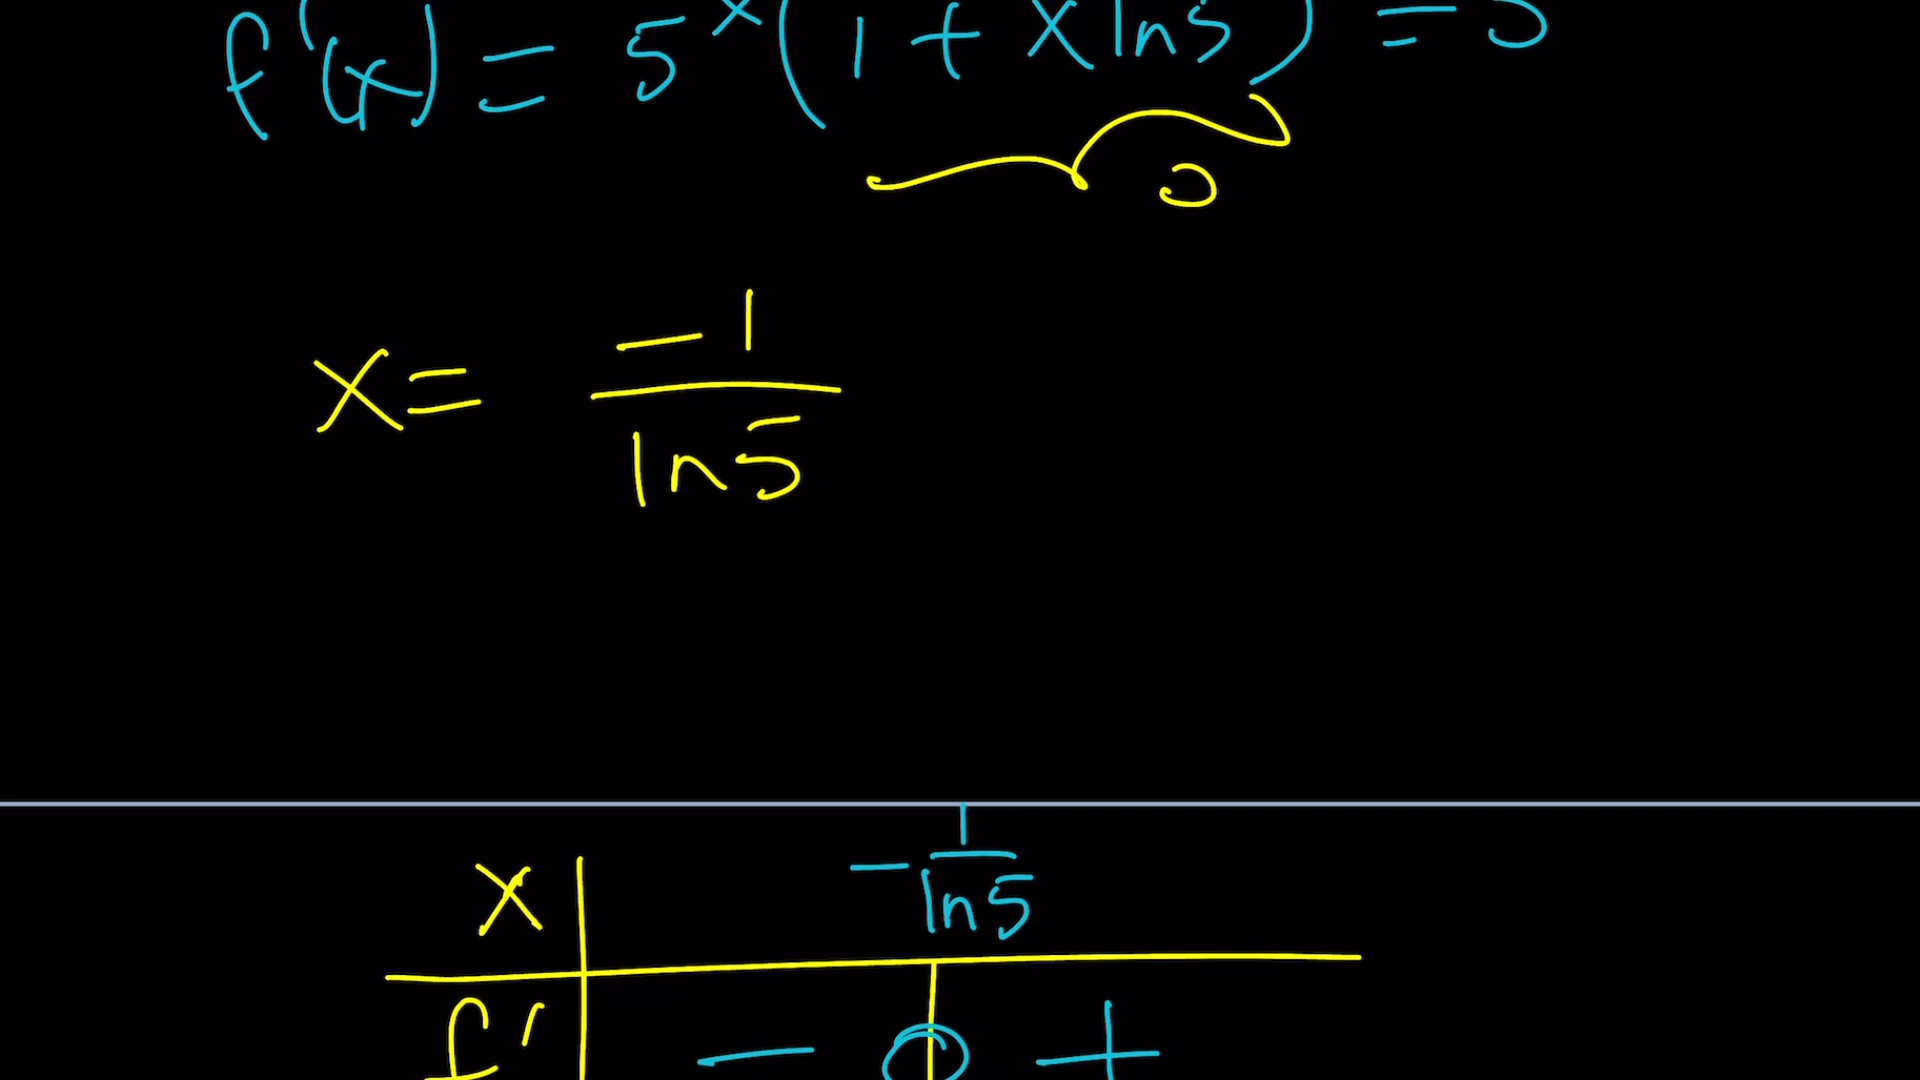 f'(x) = 5^x (1 + x ln5) = 0
0
x = -1/ln5
x | -1/ln5
f' | - 0 +